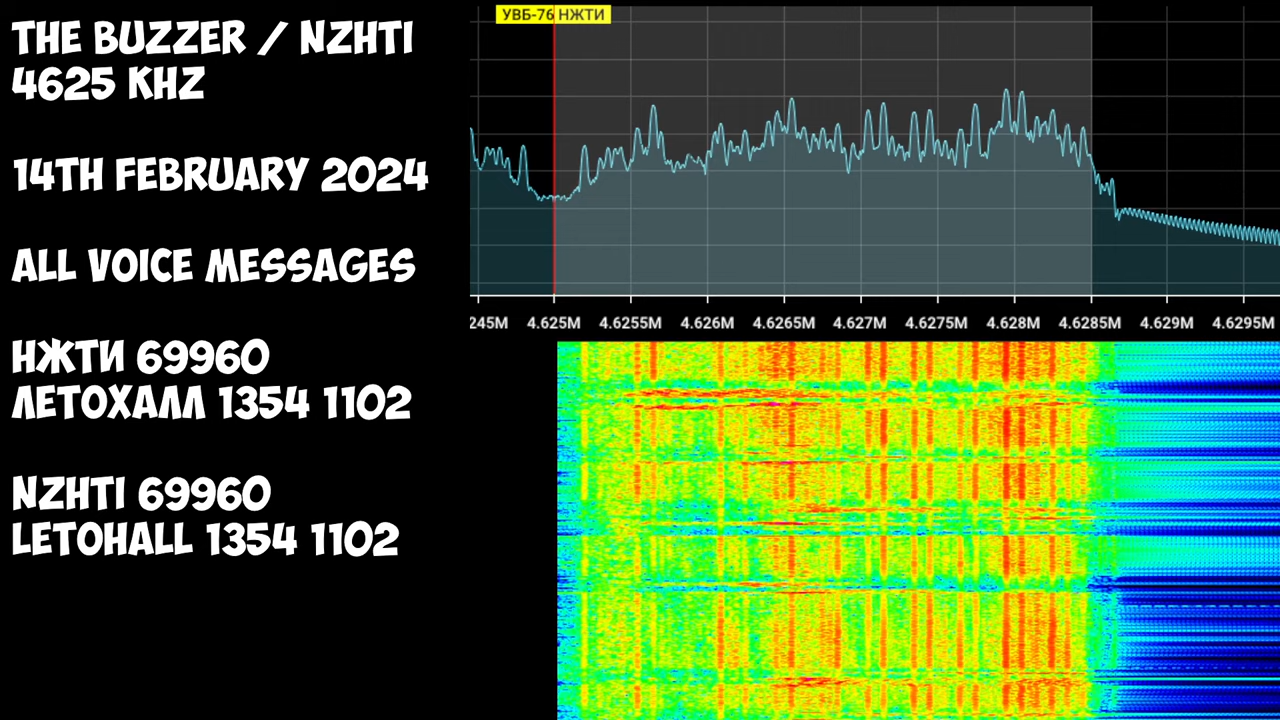 THE BUZZER / NZHTI
4625 KHZ
14TH FEBRUARY 2024
ALL VOICE MESSAGES
НЖТИ 69960
ЛЕТОХАЛЛ 1354 1102
NZHTI 69960
LETOHALL 1354 1102
УВБ-76 НЖТИ
245M 4.625M 4.6255M 4.626M 4.6265M 4.627M 4.6275M 4.628M 4.6285M 4.629M 4.6295M